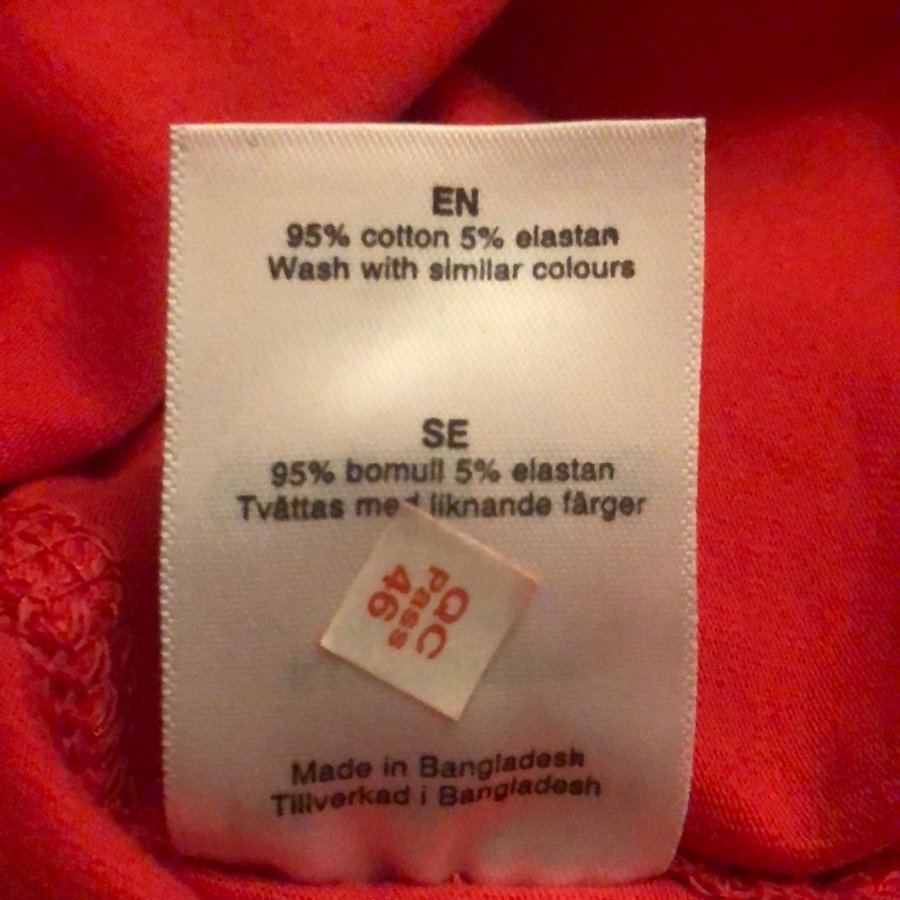 EN
95% cotton 5% elastan
Wash with similar colours
SE
95% bomull 5% elastan
Tvättas med liknande färger
QC
Pass
46
Made in Bangladesh
Tillverkad i Bangladesh